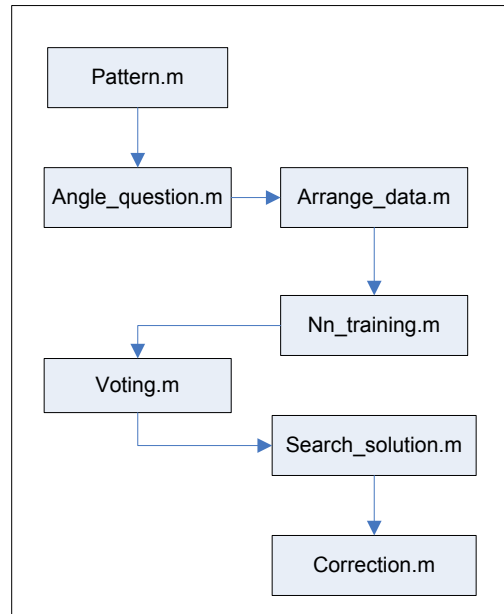 Pattern.m
Angle_question.m
Arrange_data.m
Nn_training.m
Voting.m
Search_solution.m
Correction.m